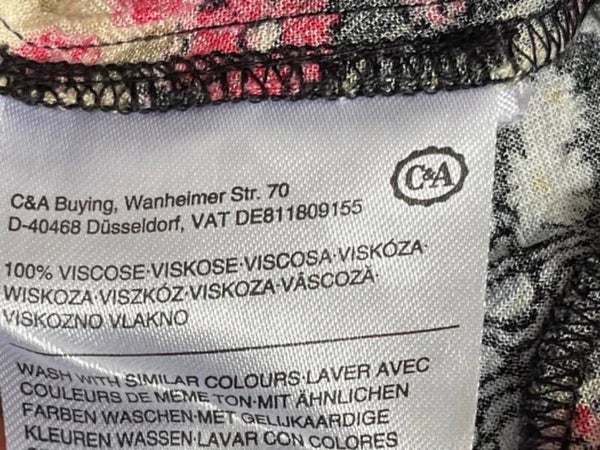 C&A
C&A Buying, Wanheimer Str. 70
D-40468 Düsseldorf, VAT DE811809155
100% VISCOSE·VISKOSE·VISCOSA·VISKÓZA·
WISKOZA·VISZKÓZ·VISKOZA·VÂSCOZĂ·
VISKOZNO VLAKNO
WASH WITH SIMILAR COLOURS·LAVER AVEC
COULEURS DE MEME TON·MIT ÄHNLICHEN
FARBEN WASCHEN·MET GELIJKAARDIGE
KLEUREN WASSEN·LAVAR CON COLORES